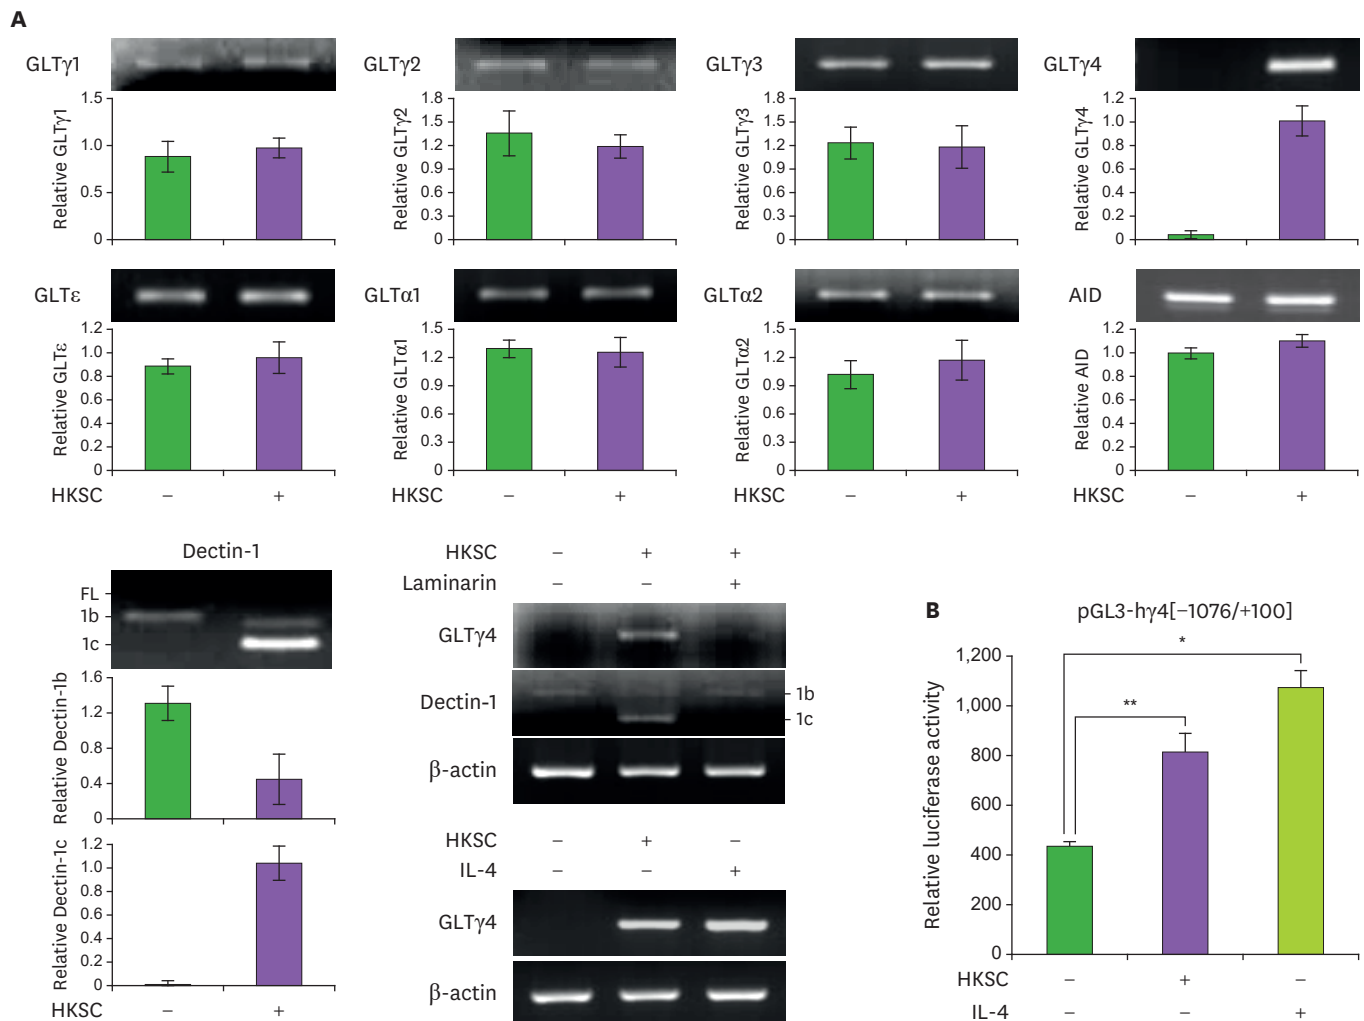 A
GLTγ1 GLTγ2 GLTγ3 GLTγ4
Relative GLTγ1 1.5 1.0 0.5 0
Relative GLTγ2 1.8 1.5 1.2 0.9 0.6 0.3 0
Relative GLTγ3 1.8 1.5 1.2 0.9 0.6 0.3 0
Relative GLTγ4 1.2 1.0 0.8 0.6 0.4 0.2 0
GLTε GLTα1 GLTα2 AID
Relative GLTε 1.2 1.0 0.8 0.6 0.4 0.2 0
Relative GLTα1 1.5 1.2 0.9 0.6 0.3 0
Relative GLTα2 1.5 1.2 0.9 0.6 0.3 0
Relative AID 1.2 1.0 0.8 0.6 0.4 0.2 0
HKSC – + – + – + HKSC – +
Dectin-1
FL
1b
1c
Relative Dectin-1b 1.6 1.2 0.8 0.4 0
Relative Dectin-1c 1.2 1.0 0.8 0.6 0.4 0.2 0
HKSC – +
HKSC – + +
Laminarin – – +
GLTγ4
Dectin-1 1b
1c
β-actin
HKSC – + –
IL-4 – – +
GLTγ4
β-actin
B
pGL3-hγ4[–1076/+100]
*
**
Relative luciferase activity
1,200
1,000
800
600
400
200
0
HKSC – + –
IL-4 – – +